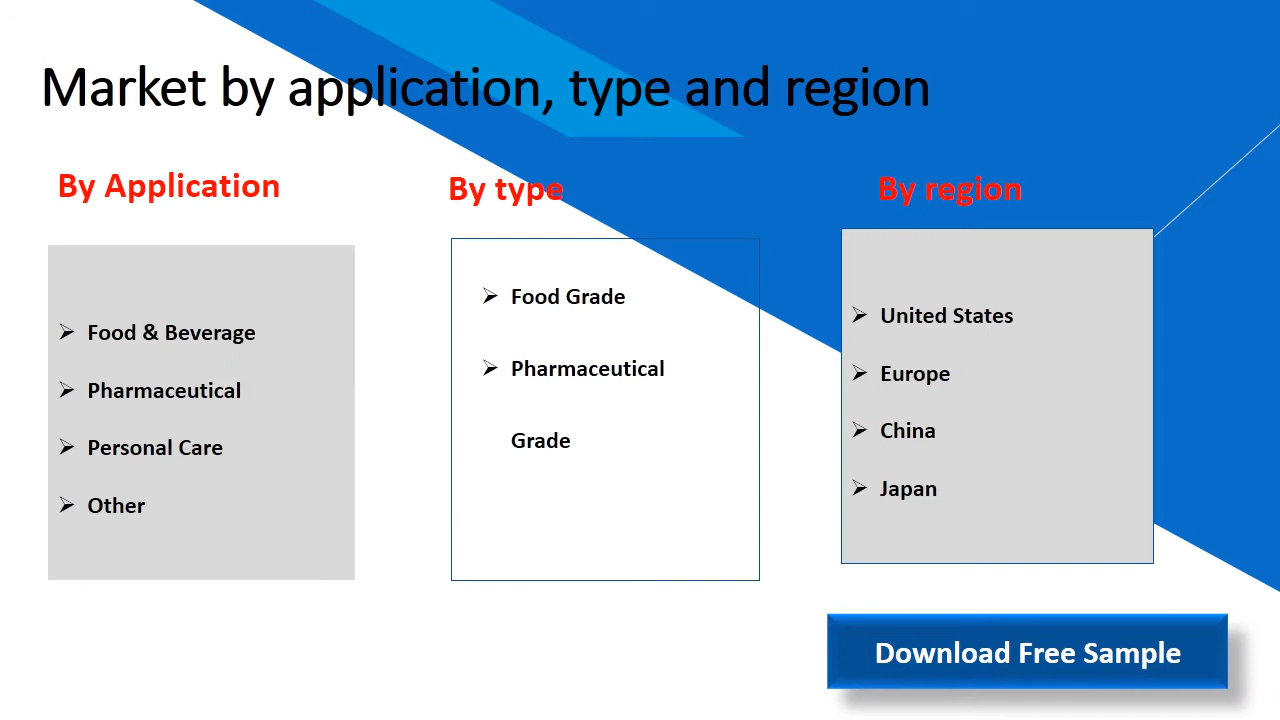 Market by application, type and region
By Application
Food & Beverage
Pharmaceutical
Personal Care
Other
By type
Food Grade
Pharmaceutical
Grade
By region
United States
Europe
China
Japan
Download Free Sample